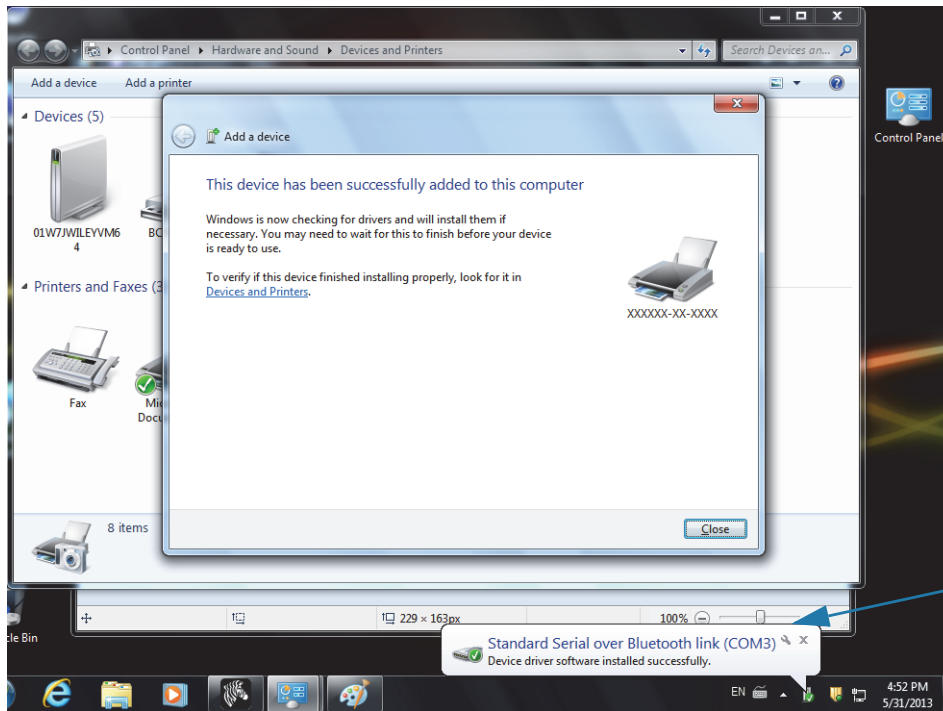 Control Panel ▸ Hardware and Sound ▸ Devices and Printers
Search Devices an...
Add a device Add a printer
Devices (5)
Control Panel
Add a device
This device has been successfully added to this computer
Windows is now checking for drivers and will install them if
necessary. You may need to wait for this to finish before your device
is ready to use.
To verify if this device finished installing properly, look for it in
Devices and Printers.
XXXXXX-XX-XXXX
01W7JWILEYVM6
4
BC
Printers and Faxes (3
Fax
Mic
Docu
8 items
Close
229 × 163px
100%
cle Bin
Standard Serial over Bluetooth link (COM3)
Device driver software installed successfully.
EN
4:52 PM
5/31/2013